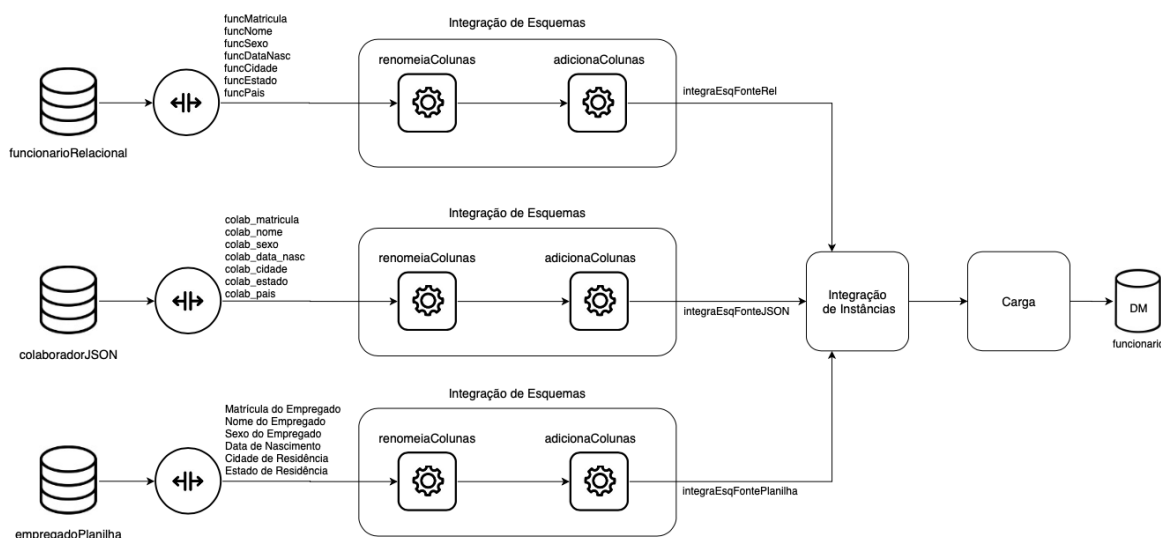 Integração de Esquemas
funcMatricula
funcNome
funcSexo
funcDataNasc
funcCidade
funcEstado
funcPais
renomeiaColunas
adicionaColunas
integraEsqFonteRel
funcionarioRelacional
Integração de Esquemas
colab_matricula
colab_nome
colab_sexo
colab_data_nasc
colab_cidade
colab_estado
colab_pais
renomeiaColunas
adicionaColunas
integraEsqFonteJSON
colaboradorJSON
Integração
de Instâncias
Carga
DM
funcionario
Integração de Esquemas
Matrícula do Empregado
Nome do Empregado
Sexo do Empregado
Data de Nascimento
Cidade de Residência
Estado de Residência
renomeiaColunas
adicionaColunas
integraEsqFontePlanilha
empregadoPlanilha